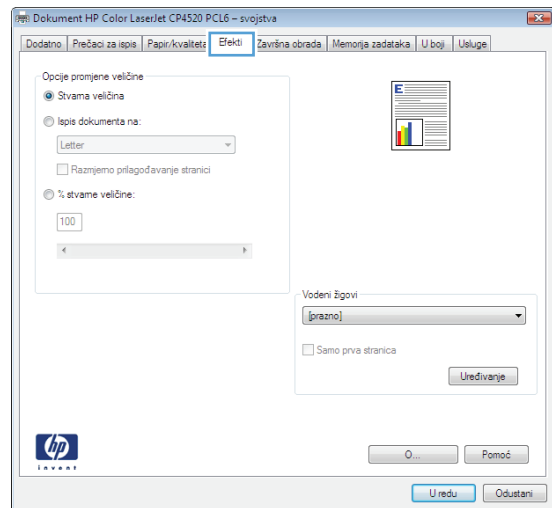 Dokument HP Color LaserJet CP4520 PCL6 – svojstva
Dodatno Prečaci za ispis Papir/kvaliteta Efekti Završna obrada Memorija zadataka U boji Usluge
Opcije promjene veličine
Stvarna veličina
Ispis dokumenta na:
Letter
Razmjerno prilagođavanje stranici
% stvarne veličine:
100
E
Vodeni žigovi
[prazno]
Samo prva stranica
Uređivanje
hp
invent
O... Pomoć
U redu Odustani